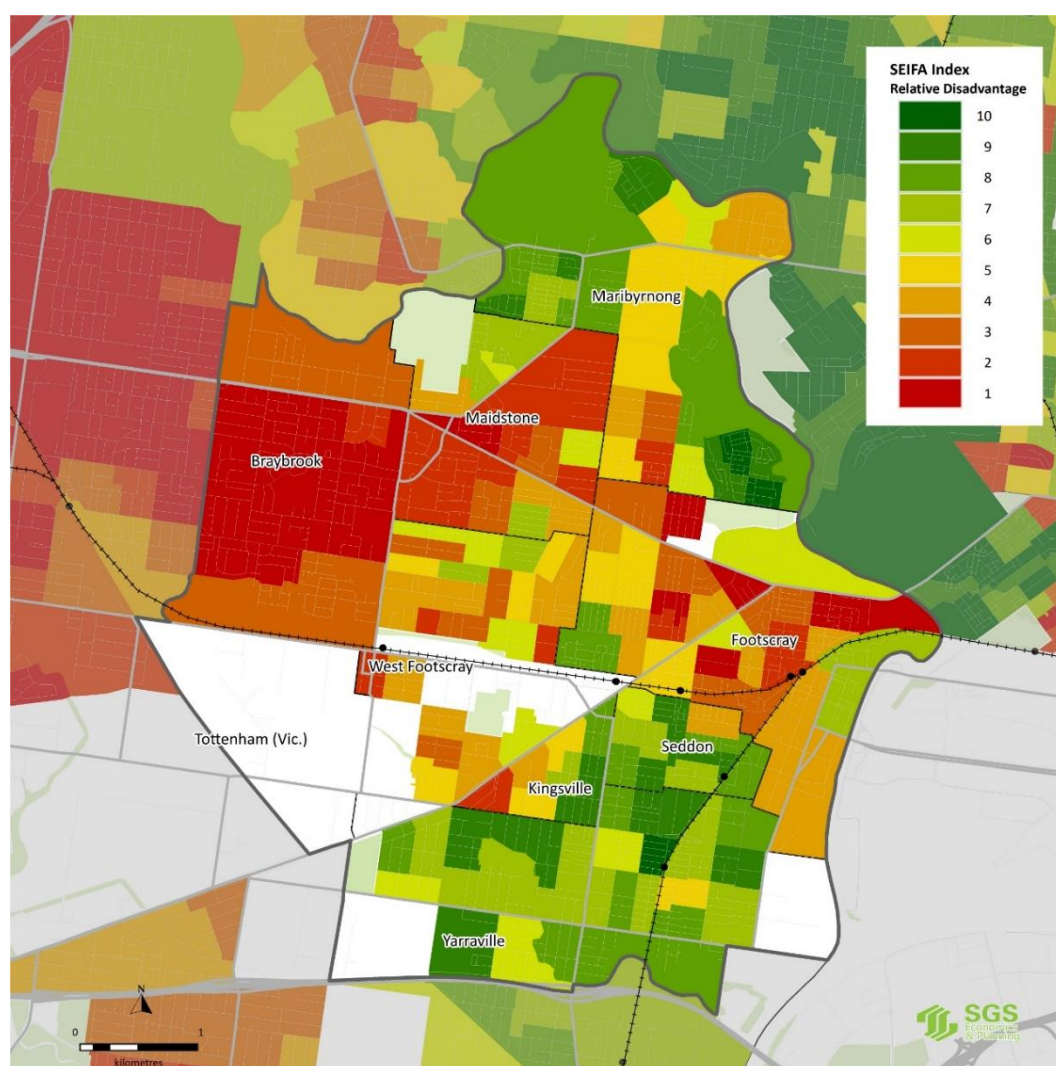 SEIFA Index
Relative Disadvantage
10
9
8
7
6
5
4
3
2
1
Maribyrnong
Maidstone
Braybrook
Footscray
West Footscray
Tottenham (Vic.)
Seddon
Kingsville
Yarraville
N
0 1
kilometres
SGS
Economics
& Planning